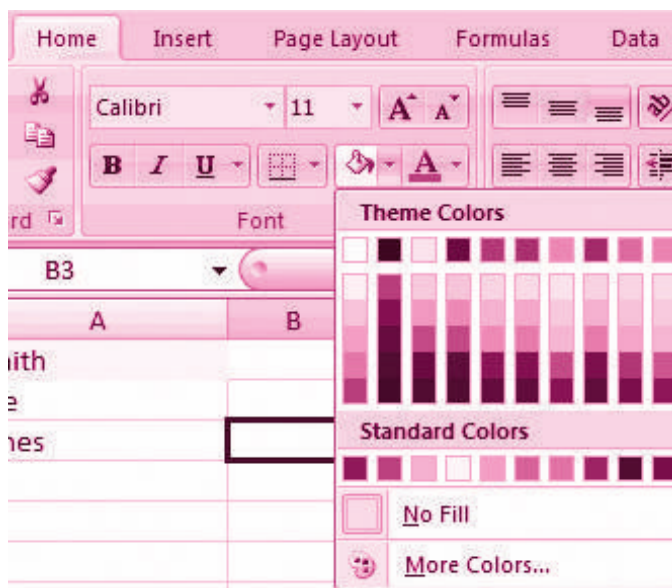 Home Insert Page Layout Formulas Data
Calibri 11 A A
B I U A
rd Font
Theme Colors
B3
A B
ith
e
nes
Standard Colors
No Fill
More Colors...